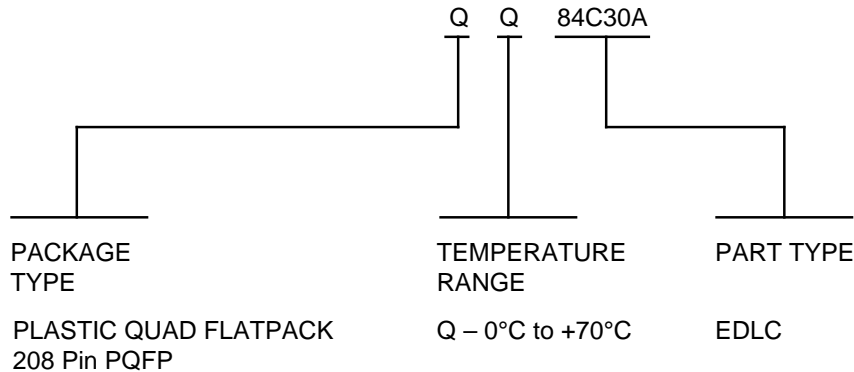 Q Q 84C30A
PACKAGE TYPE
TEMPERATURE RANGE
PART TYPE
PLASTIC QUAD FLATPACK
208 Pin PQFP
Q – 0°C to +70°C
EDLC